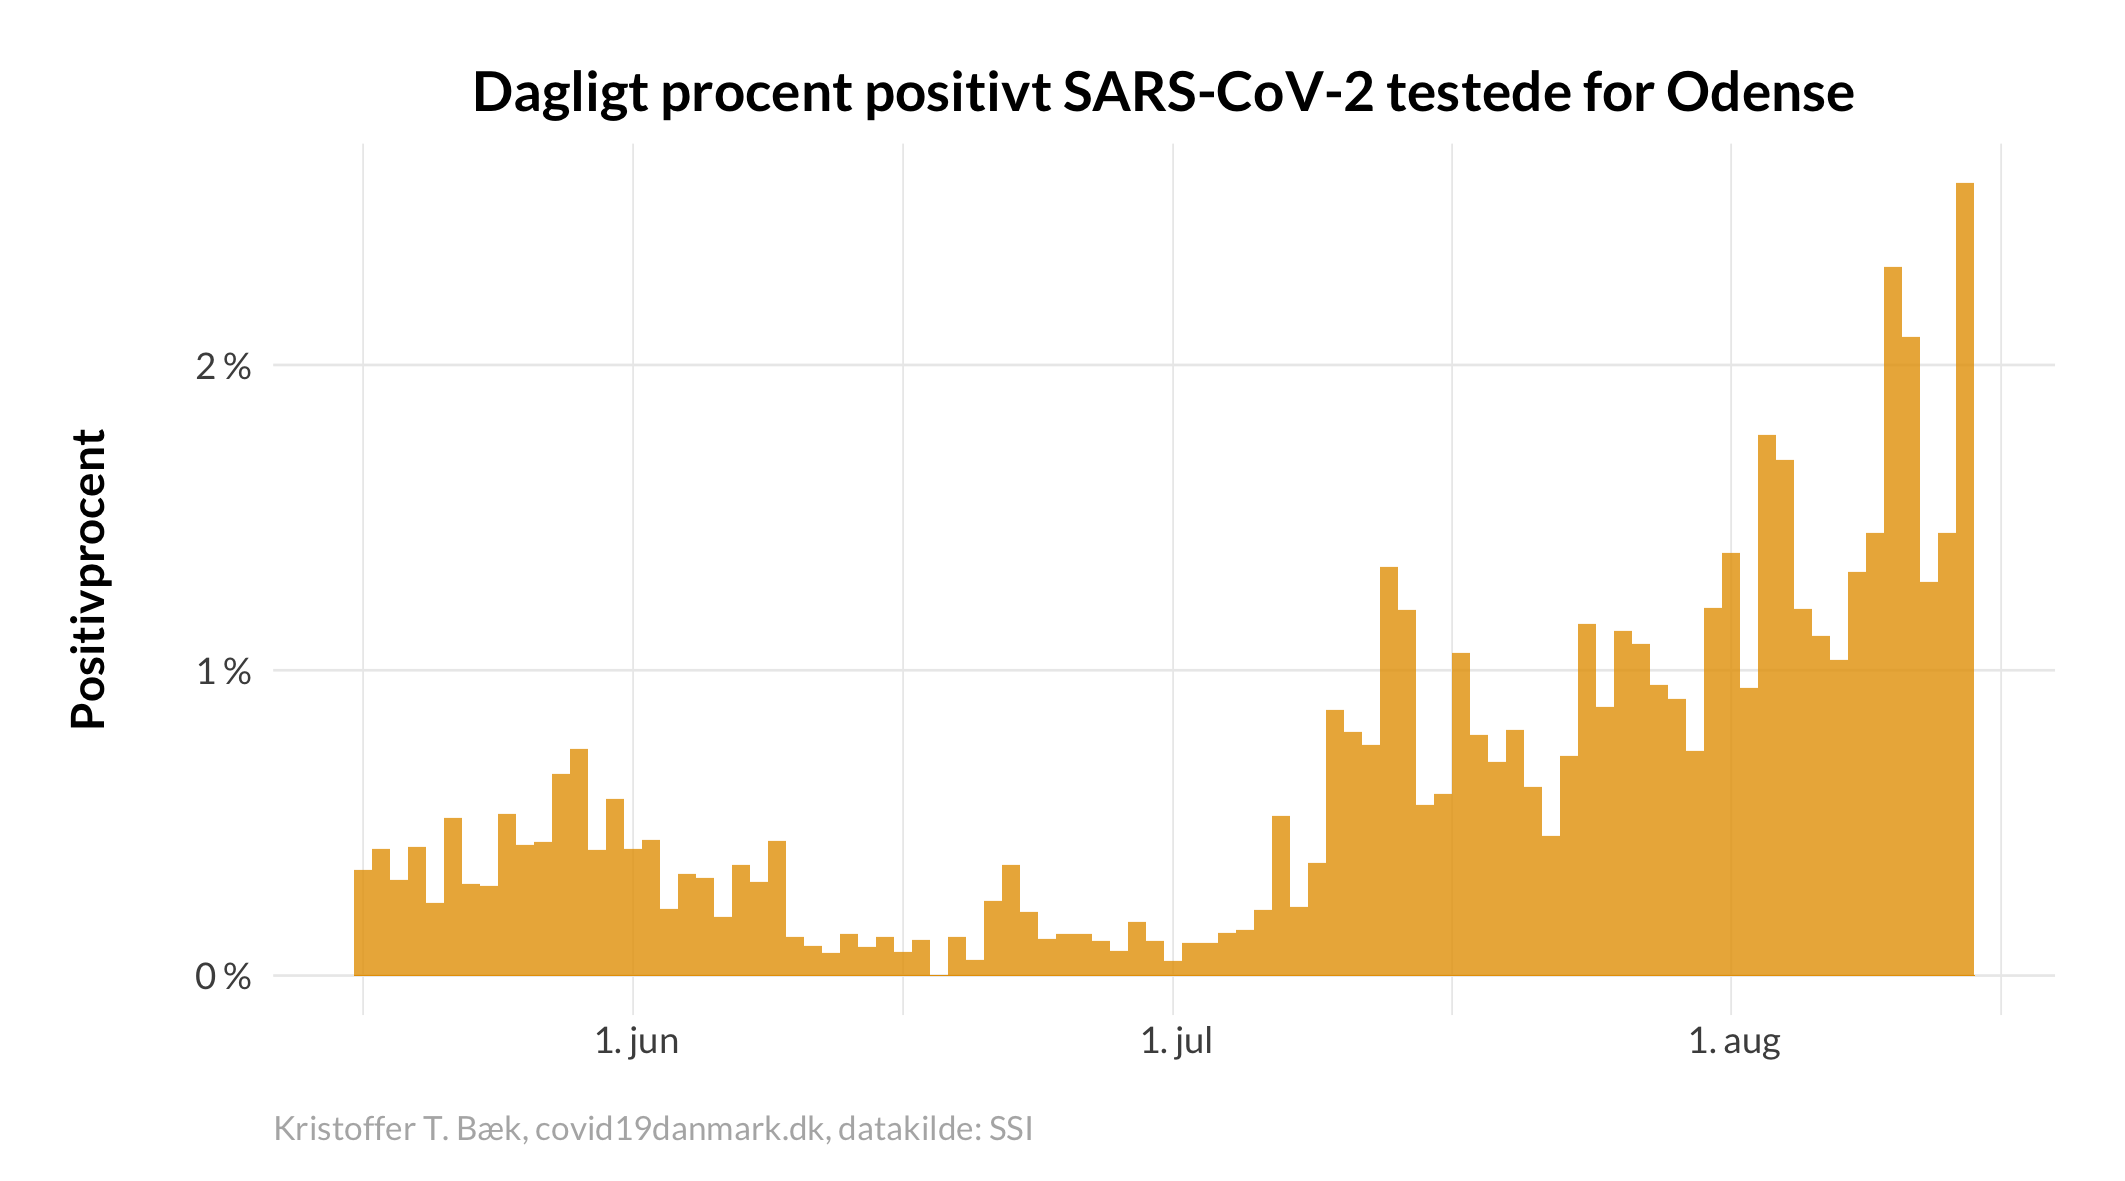 Dagligt procent positivt SARS-CoV-2 testede for Odense
Positivprocent
2 %
1 %
0 %
1. jun
1. jul
1. aug
Kristoffer T. Bæk, covid19danmark.dk, datakilde: SSI